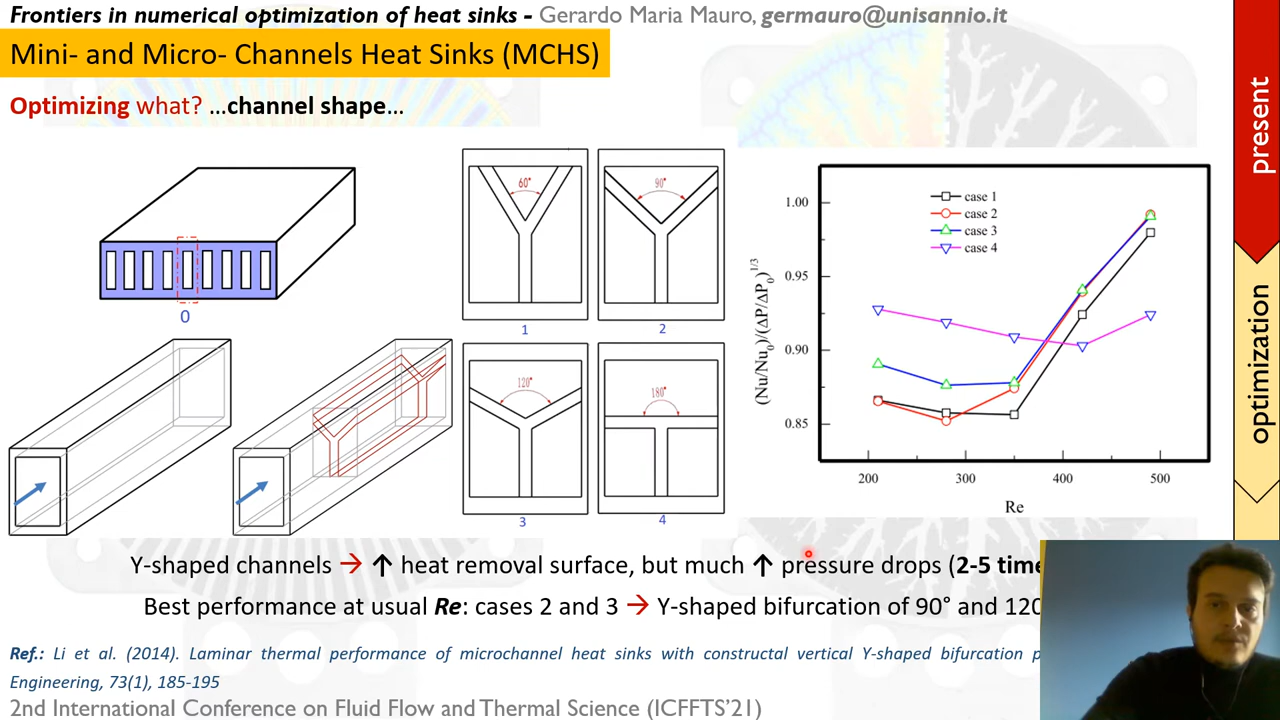 Frontiers in numerical optimization of heat sinks - Gerardo Maria Mauro, germauro@unisannio.it
Mini- and Micro- Channels Heat Sinks (MCHS)
Optimizing what? ...channel shape...
present
optimization
0
60°
1
90°
2
120°
3
180°
4
case 1
case 2
case 3
case 4
1.00
0.95
0.90
0.85
(Nu/Nu0)/(ΔP/ΔP0)^1/3
200
300
400
500
Re
Y-shaped channels → ↑ heat removal surface, but much ↑ pressure drops (2-5 time
Best performance at usual Re: cases 2 and 3 → Y-shaped bifurcation of 90° and 120
Ref.: Li et al. (2014). Laminar thermal performance of microchannel heat sinks with constructal vertical Y-shaped bifurcation p
Engineering, 73(1), 185-195
2nd International Conference on Fluid Flow and Thermal Science (ICFFTS'21)